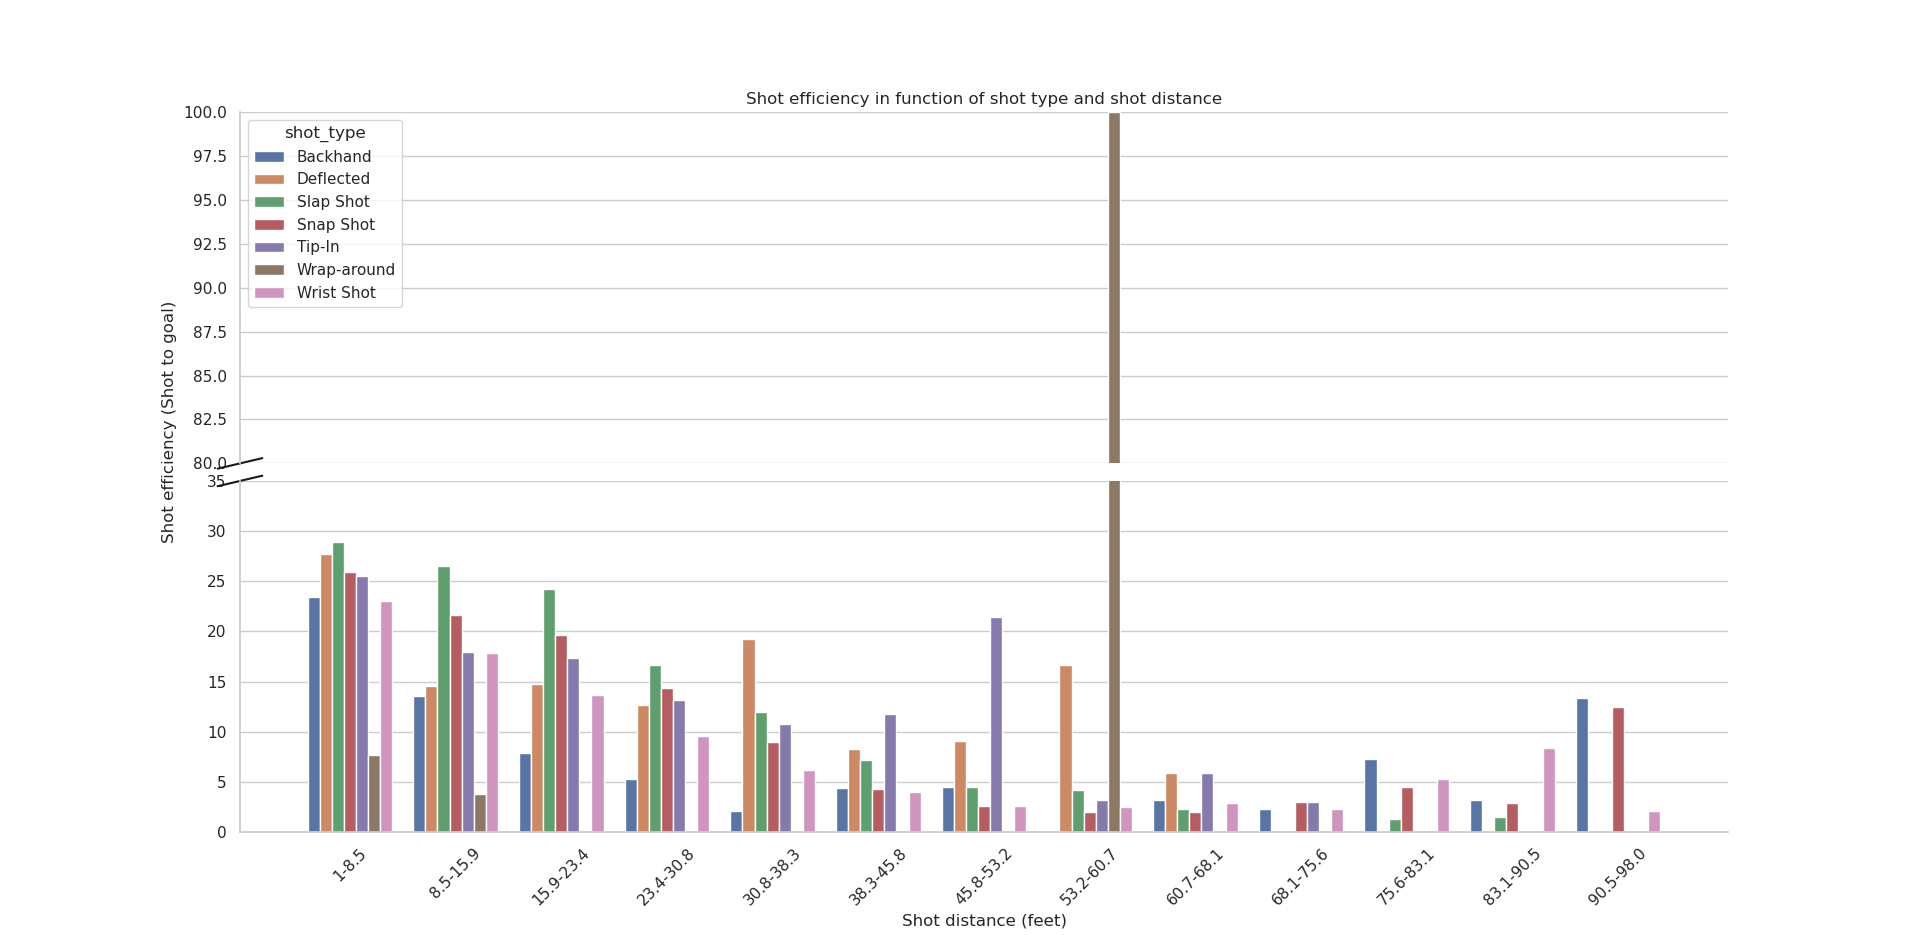 Shot efficiency in function of shot type and shot distance
Shot efficiency (Shot to goal)
100.0
97.5
95.0
92.5
90.0
87.5
85.0
82.5
80.0
35
30
25
20
15
10
5
0
shot_type
Backhand
Deflected
Slap Shot
Snap Shot
Tip-In
Wrap-around
Wrist Shot
1-8.5
8.5-15.9
15.9-23.4
23.4-30.8
30.8-38.3
38.3-45.8
45.8-53.2
53.2-60.7
60.7-68.1
68.1-75.6
75.6-83.1
83.1-90.5
90.5-98.0
Shot distance (feet)